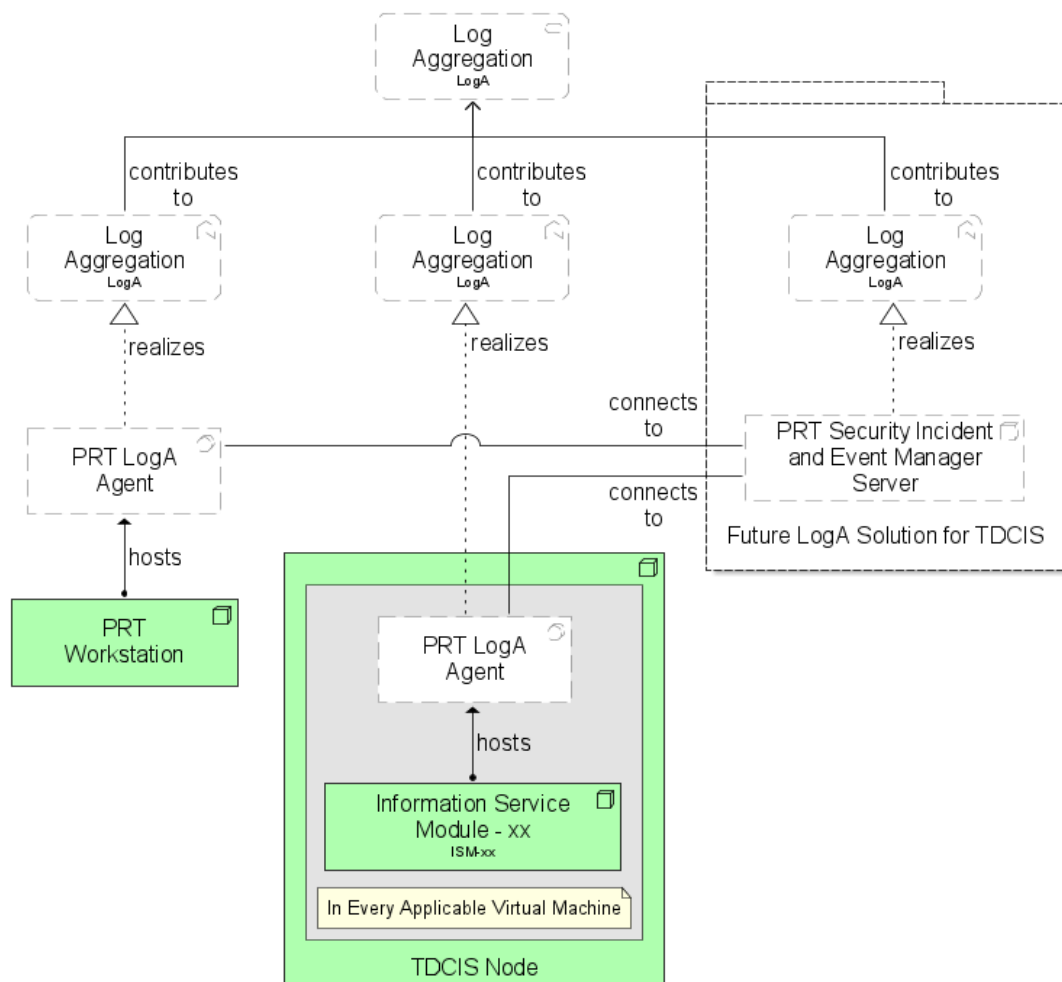 Log
Aggregation
LogA
contributes
to
contributes
to
contributes
to
Log
Aggregation
LogA
Log
Aggregation
LogA
Log
Aggregation
LogA
realizes
realizes
realizes
connects
to
PRT LogA
Agent
PRT Security Incident
and Event Manager
Server
connects
to
Future LogA Solution for TDCIS
hosts
PRT
Workstation
PRT LogA
Agent
hosts
Information Service
Module - xx
ISM-xx
In Every Applicable Virtual Machine
TDCIS Node